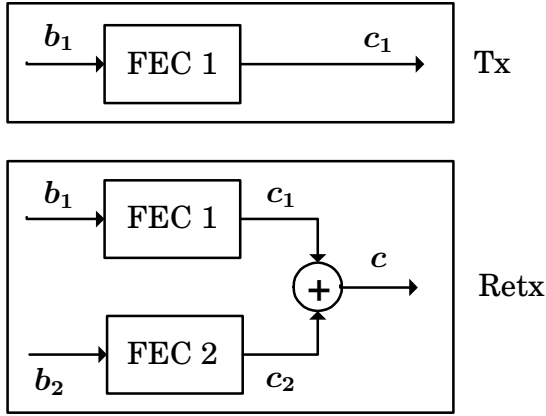 b₁ FEC 1 c₁ Tx
b₁ FEC 1 c₁
+ c Retx
b₂ FEC 2 c₂